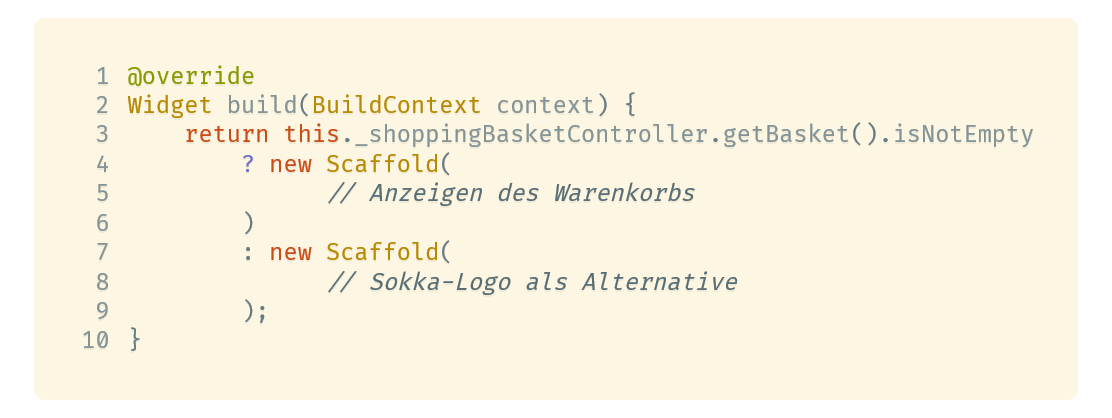 1 @override
2 Widget build(BuildContext context) {
3     return this._shoppingBasketController.getBasket().isNotEmpty
4         ? new Scaffold(
5               // Anzeigen des Warenkorbs
6         )
7         : new Scaffold(
8               // Sokka-Logo als Alternative
9         );
10 }